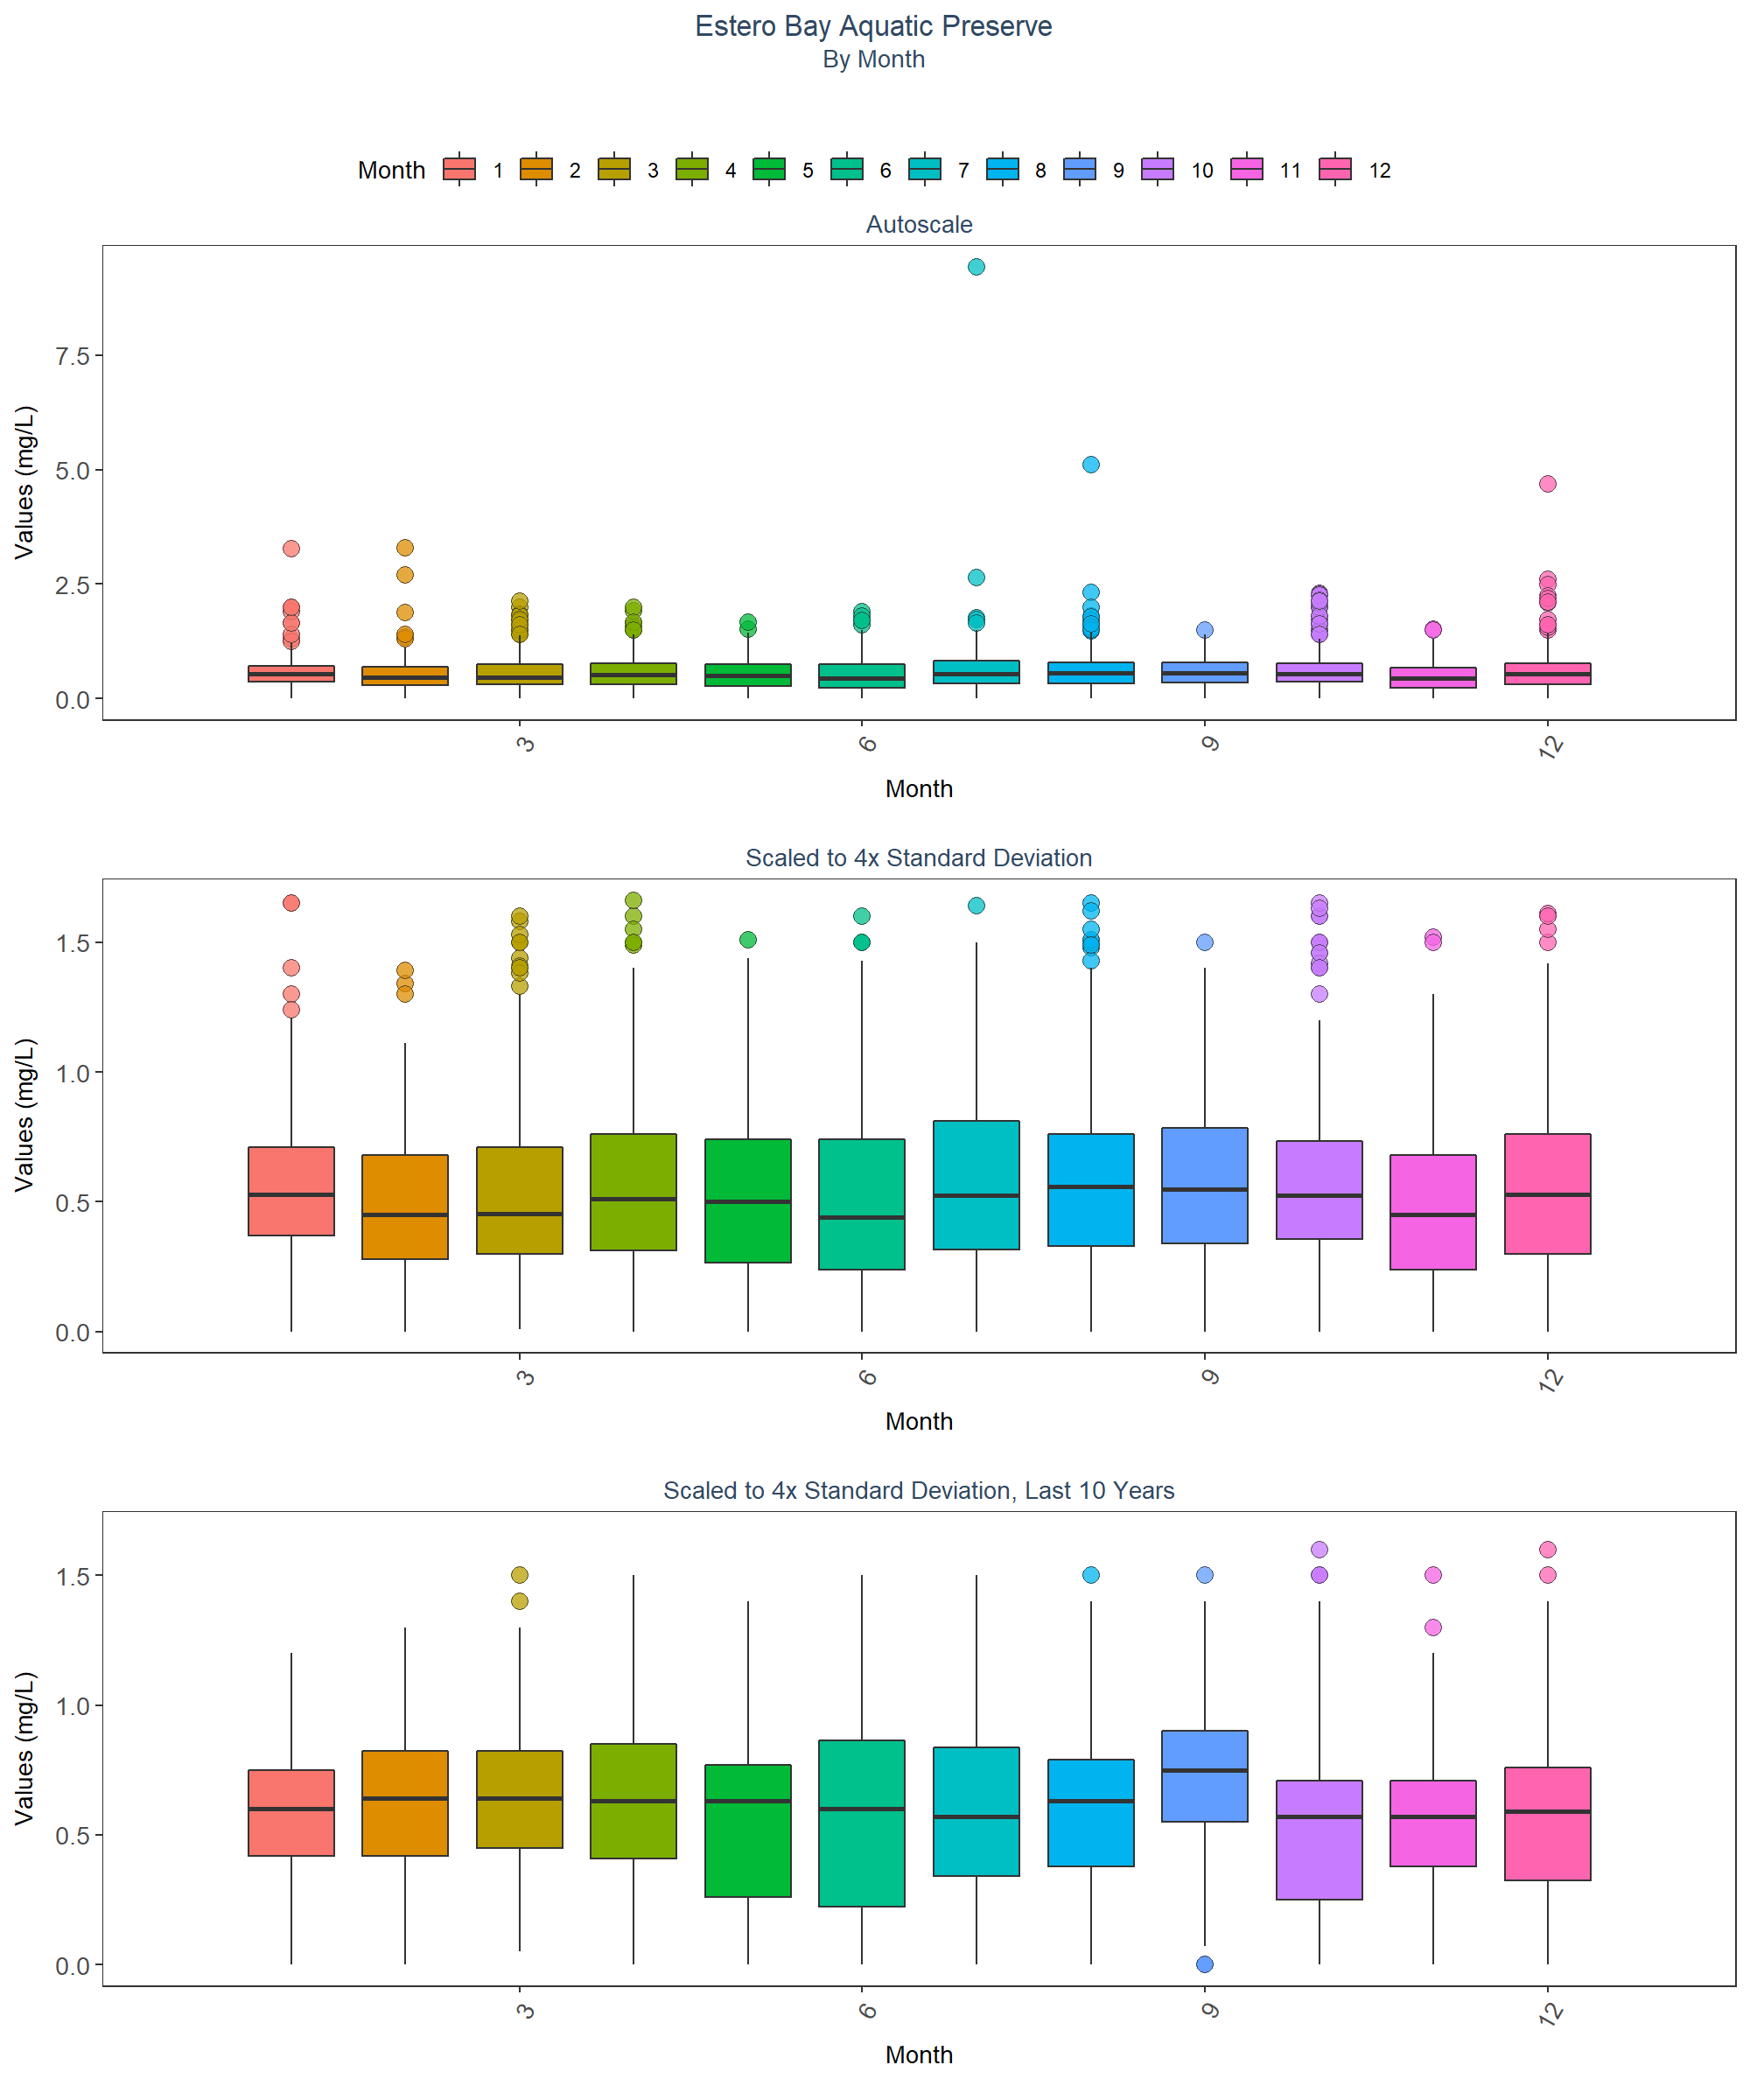 Estero Bay Aquatic Preserve
By Month
Month 1 2 3 4 5 6 7 8 9 10 11 12
Autoscale
Values (mg/L)
7.5
5.0
2.5
0.0
3 6 9 12
Month
Scaled to 4x Standard Deviation
Values (mg/L)
1.5
1.0
0.5
0.0
3 6 9 12
Month
Scaled to 4x Standard Deviation, Last 10 Years
Values (mg/L)
1.5
1.0
0.5
0.0
3 6 9 12
Month